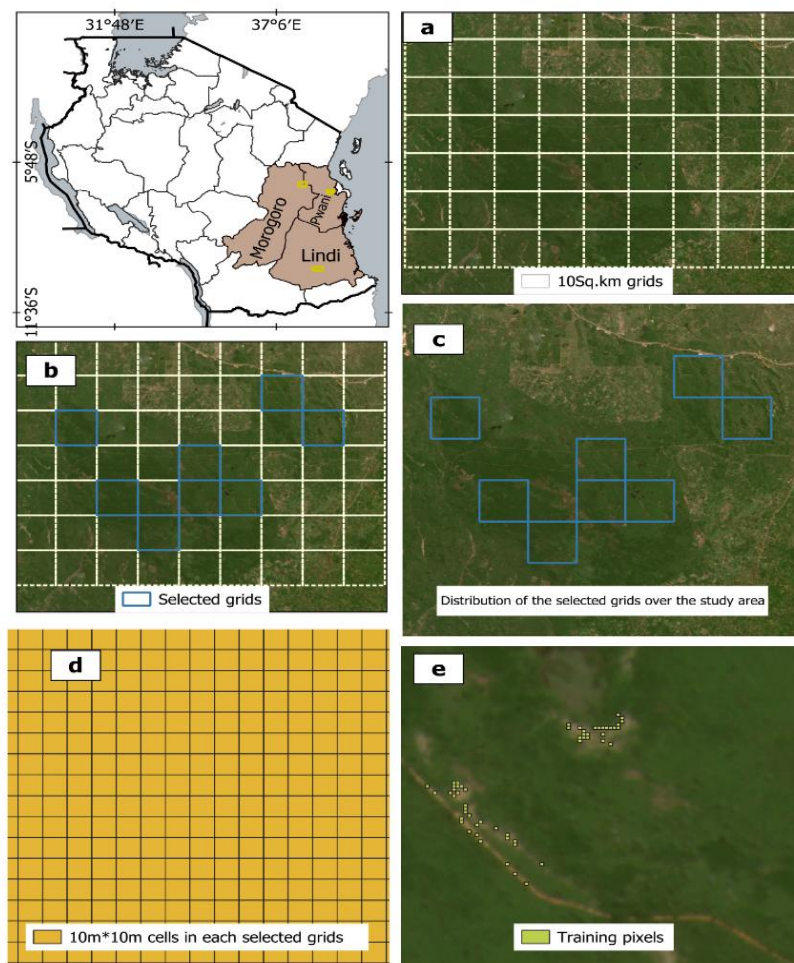 31°48′E
37°6′E
5°48′S
11°36′S
Morogoro
Pwani
Lindi
a
10Sq.km grids
b
Selected grids
c
Distribution of the selected grids over the study area
d
10m*10m cells in each selected grids
e
Training pixels